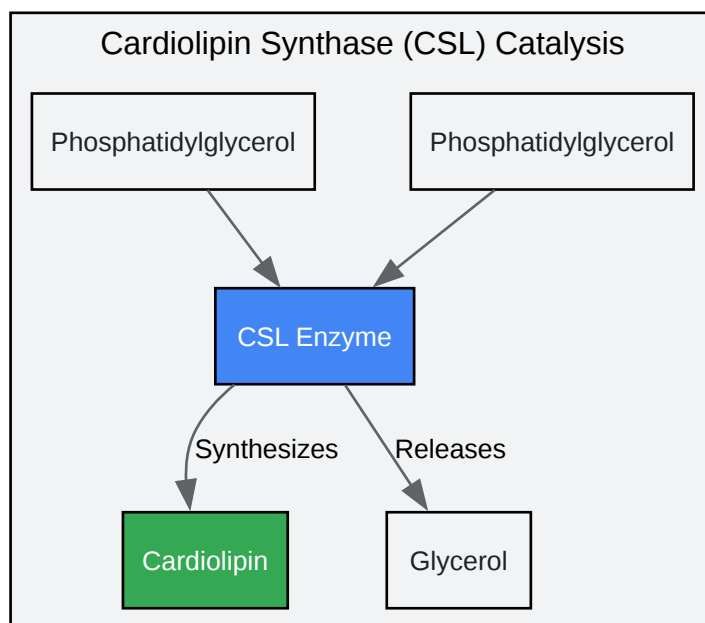 Cardiolipin Synthase (CSL) Catalysis
Phosphatidylglycerol
Phosphatidylglycerol
CSL Enzyme
Synthesizes
Releases
Cardiolipin
Glycerol